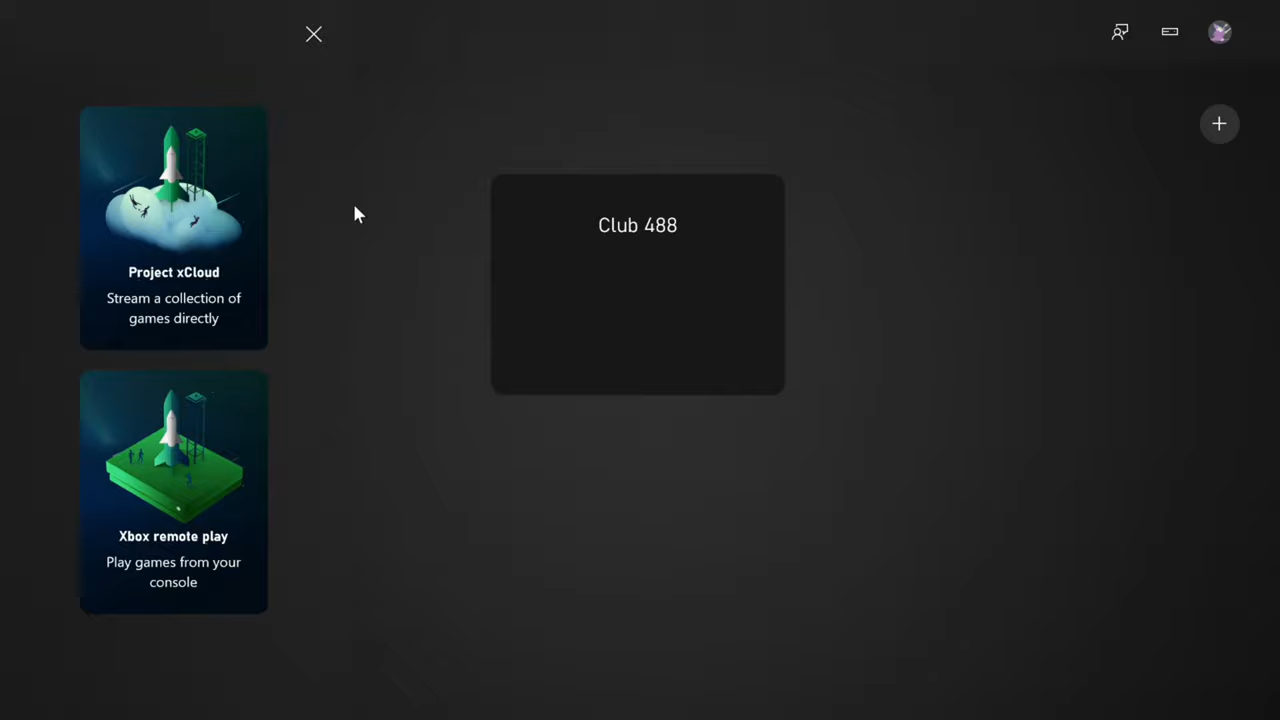 Project xCloud
Stream a collection of
games directly
Xbox remote play
Play games from your
console
Club 488